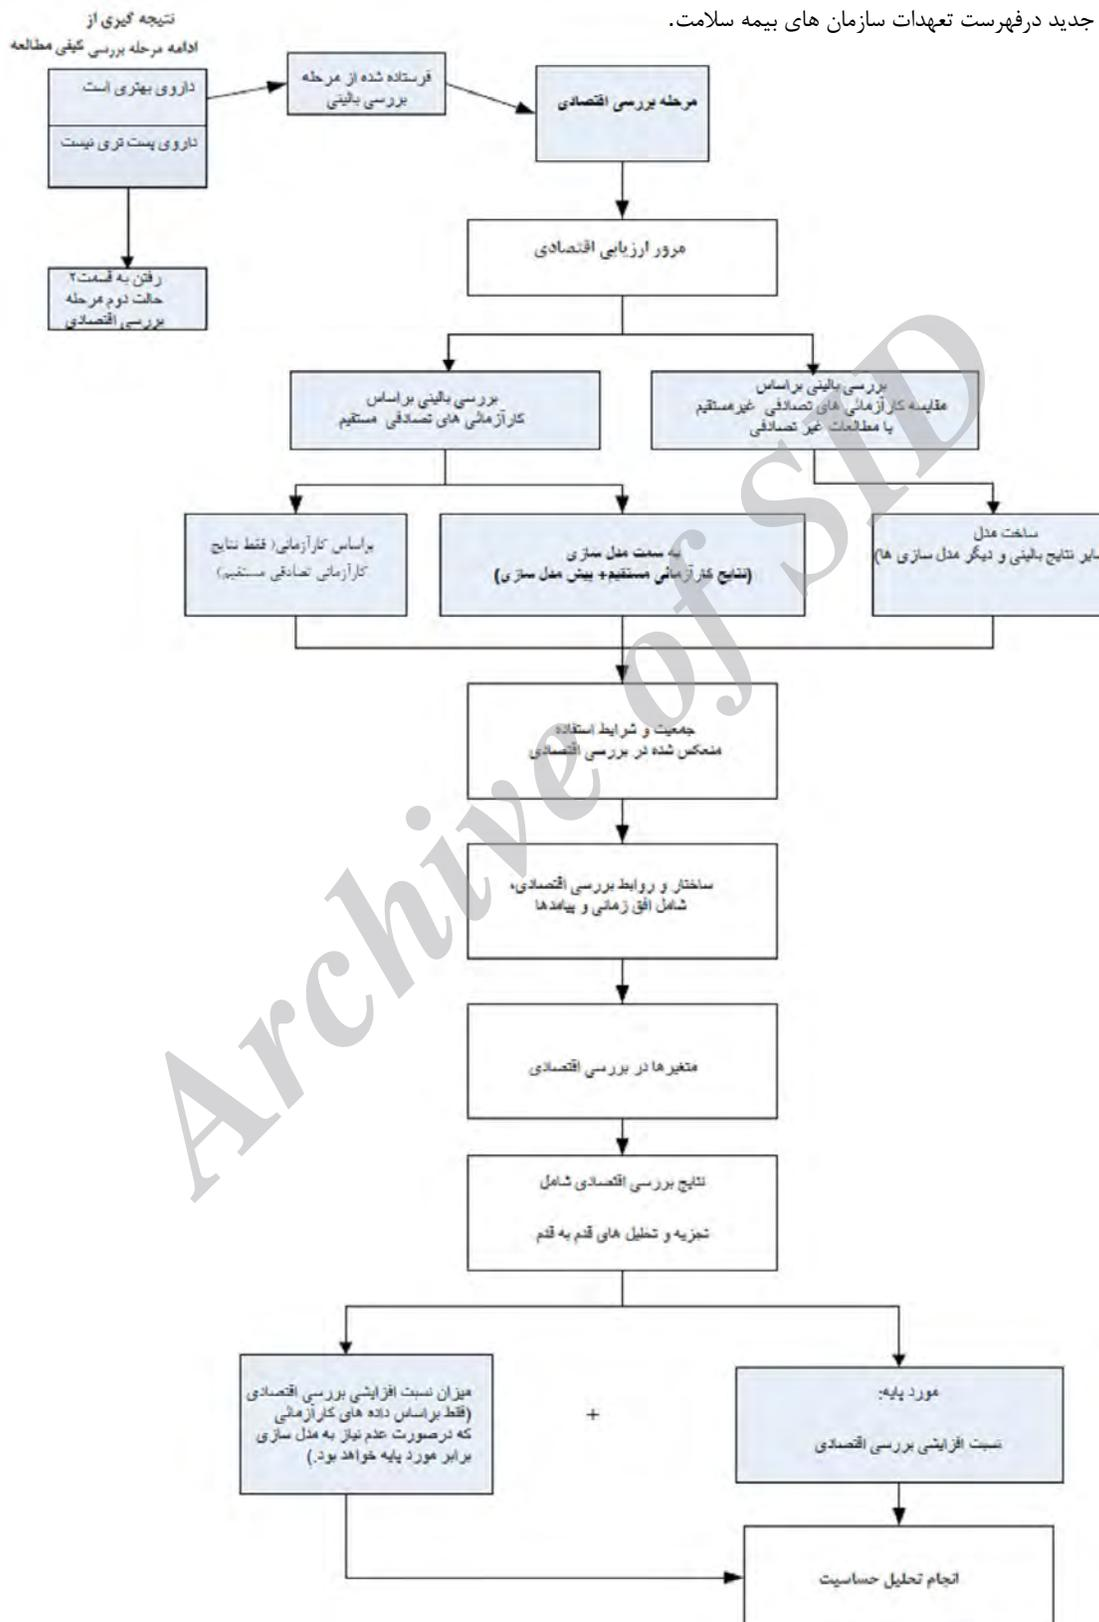 جدید درفهرست تعهدات سازمان های بیمه سلامت.
نتیجه گیری از
ادامه مرحله بررسی کیفی مطالعه
داروی بهتری است
داروی پست تری نیست
فرستاده شده از مرحله
بررسی بالینی
مرحله بررسی اقتصادی
رفتن به قسمت۲
حالت دوم مرحله
بررسی اقتصادی
مرور ارزیابی اقتصادی
بررسی بالینی براساس
مقایسه کارآزمائی های تصادفی غیرمستقیم
یا مطالعات غیر تصادفی
بررسی بالینی براساس
کارآزمائی های تصادفی مستقیم
ساخت مدل
سایر نتایج بالینی و دیگر مدل سازی ها)
به سمت مدل سازی
(نتایج کارآزمائی مستقیم+ پیش مدل سازی)
براساس کارآزمائی( فقط نتایج
کارآزمائی تصادفی مستقیم)
جمعیت و شرایط استفاده
منعکس شده در بررسی اقتصادی
ساختار و روابط بررسی اقتصادی،
شامل افق زمانی و پیامدها
متغیرها در بررسی اقتصادی
نتایج بررسی اقتصادی شامل
تجزیه و تحلیل های قدم به قدم
مورد پایه:
نسبت افزایشی بررسی اقتصادی
+
میزان نسبت افزایشی بررسی اقتصادی
(فقط براساس داده های کارآزمائی
که درصورت عدم نیاز به مدل سازی
برابر مورد پایه خواهد بود.)
انجام تحلیل حساسیت
Archive of SID